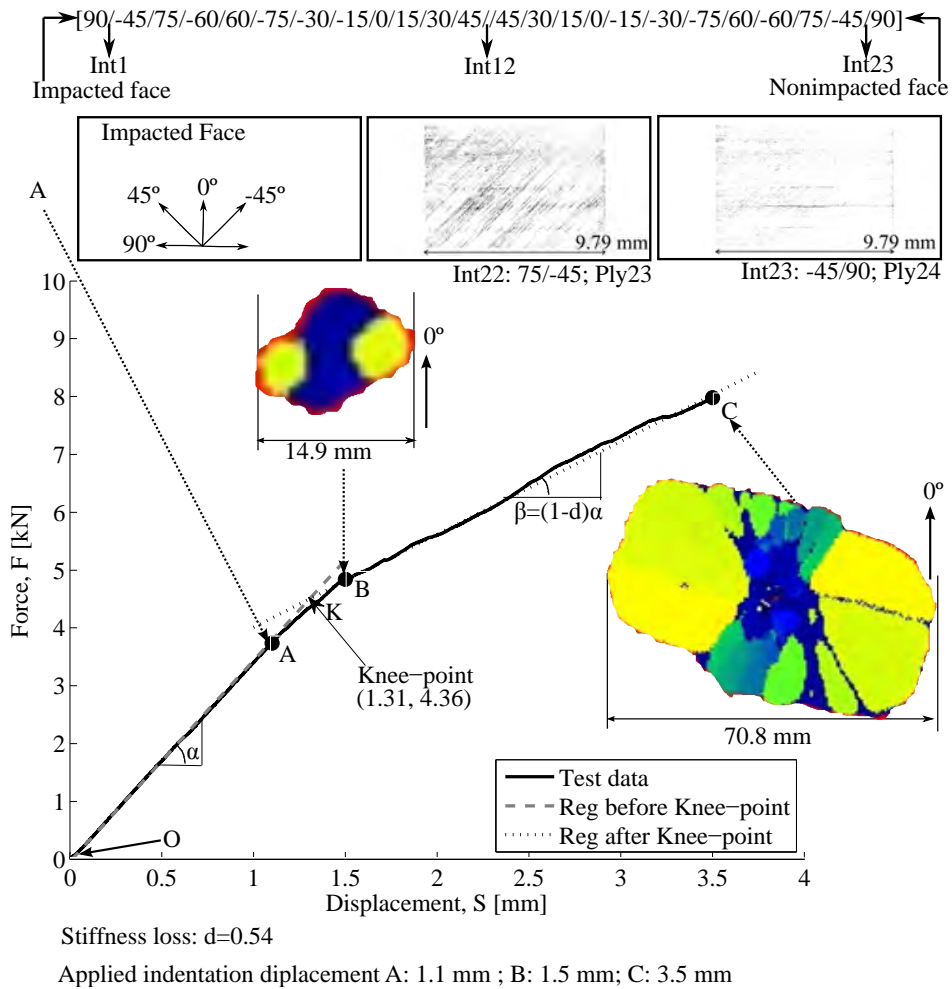 [90/-45/75/-60/60/-75/-30/-15/0/15/30/45/45/30/15/0/-15/-30/-75/60/-60/75/-45/90]
Int1
Int12
Int23
Impacted face
Nonimpacted face
Impacted Face
A
45º
0º
-45º
90º
9.79 mm
9.79 mm
Int22: 75/-45; Ply23
Int23: -45/90; Ply24
10
9
8
7
6
5
4
3
2
1
0
Force, F [kN]
0º
14.9 mm
C
β=(1-d)α
0º
B
K
A
Knee−point
(1.31, 4.36)
α
70.8 mm
Test data
Reg before Knee−point
Reg after Knee−point
O
0
0.5
1
1.5
2
2.5
3
3.5
4
Displacement, S [mm]
Stiffness loss: d=0.54
Applied indentation diplacement A: 1.1 mm ; B: 1.5 mm; C: 3.5 mm